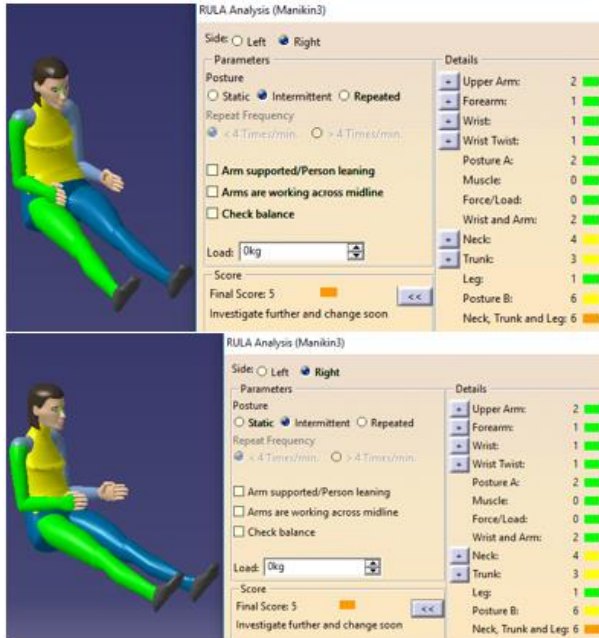 RULA Analysis (Manikin3)
Side: Left Right
Parameters
Posture
Static Intermittent Repeated
Repeat Frequency
< 4 Times/min. > 4 Times/min.
Arm supported/Person leaning
Arms are working across midline
Check balance
Load: 0kg
Score
Final Score: 5
<<
Investigate further and change soon
Details
+ Upper Arm: 2
+ Forearm: 1
+ Wrist: 1
+ Wrist Twist: 1
Posture A: 2
Muscle: 0
Force/Load: 0
Wrist and Arm: 2
+ Neck: 4
+ Trunk: 3
Leg: 1
Posture B: 6
Neck, Trunk and Leg: 6
RULA Analysis (Manikin3)
Side: Left Right
Parameters
Posture
Static Intermittent Repeated
Repeat Frequency
< 4 Times/min. > 4 Times/min.
Arm supported/Person leaning
Arms are working across midline
Check balance
Load: 0kg
Score
Final Score: 5
<<
Investigate further and change soon
Details
+ Upper Arm: 2
+ Forearm: 1
+ Wrist: 1
+ Wrist Twist: 1
Posture A: 2
Muscle: 0
Force/Load: 0
Wrist and Arm: 2
+ Neck: 4
+ Trunk: 3
Leg: 1
Posture B: 6
Neck, Trunk and Leg: 6